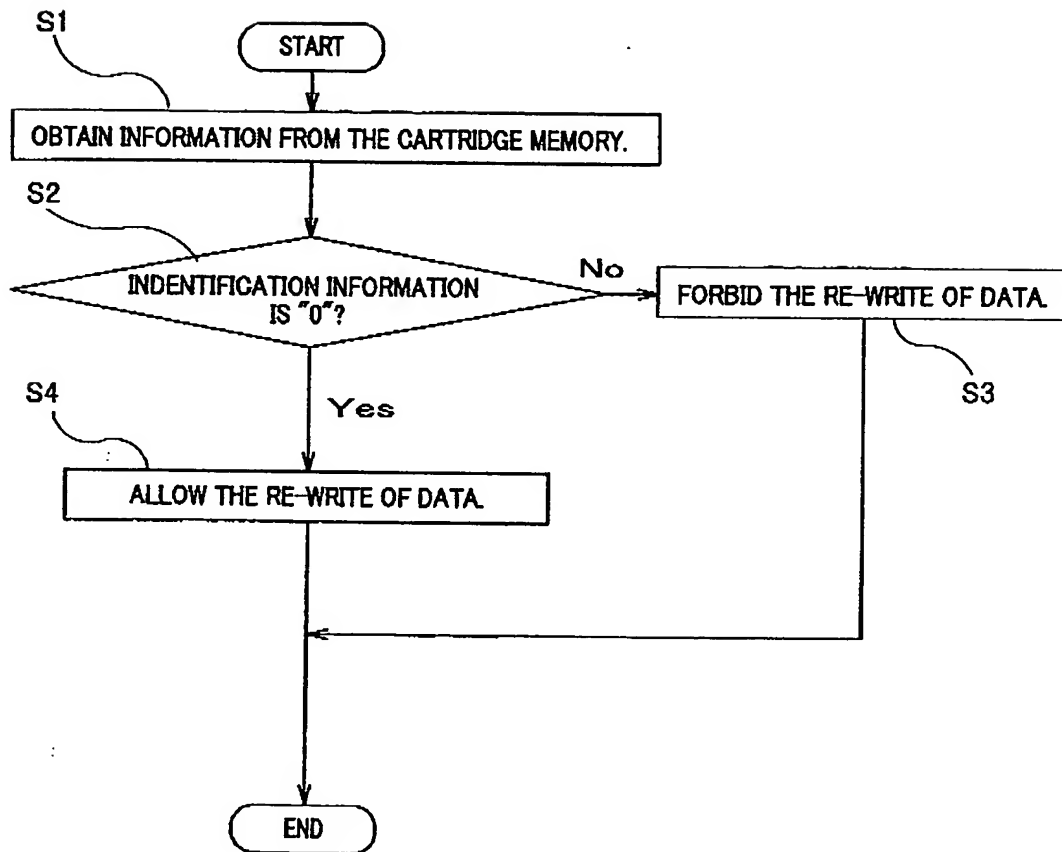 S1
START
OBTAIN INFORMATION FROM THE CARTRIDGE MEMORY.
S2
INDENTIFICATION INFORMATION
IS "0"?
No
FORBID THE RE-WRITE OF DATA.
S3
S4
Yes
ALLOW THE RE-WRITE OF DATA.
END